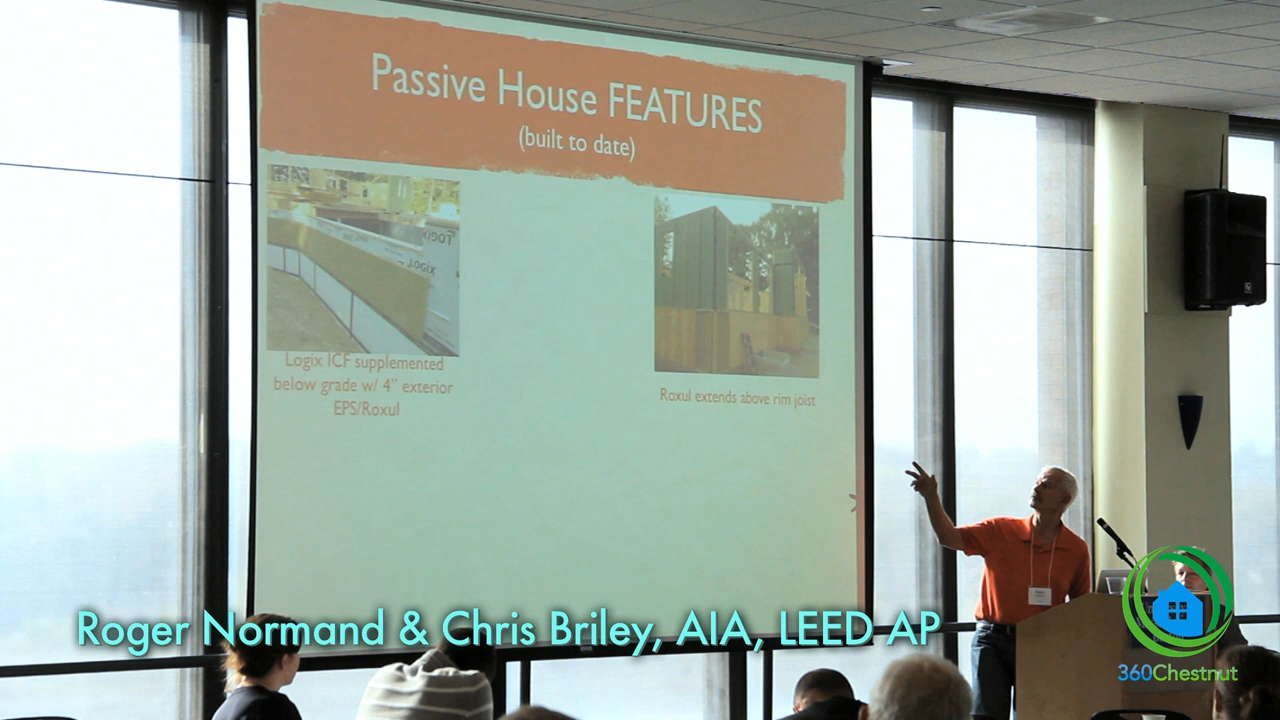 Passive House FEATURES
(built to date)
LOGIX
LOGIX
Logix ICF supplemented
below grade w/ 4" exterior
EPS/Roxul
Roxul extends above rim joist
Roger Normand & Chris Briley, AIA, LEED AP
360Chestnut